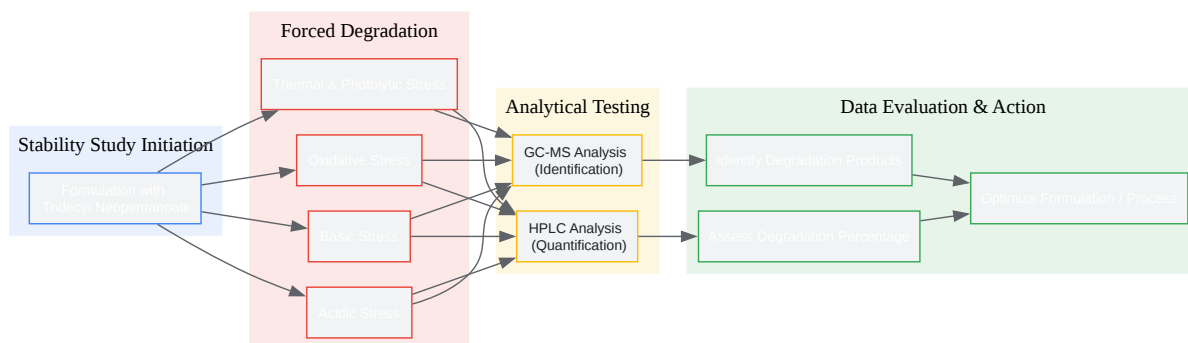 Forced Degradation
Thermal & Photolytic Stress
Analytical Testing
Data Evaluation & Action
Stability Study Initiation
GC-MS Analysis
(Identification)
Oxidative Stress
Identify Degradation Products
Formulation with
Tridecyl Neopentanoate
Optimize Formulation / Process
Basic Stress
HPLC Analysis
(Quantification)
Assess Degradation Percentage
Acidic Stress